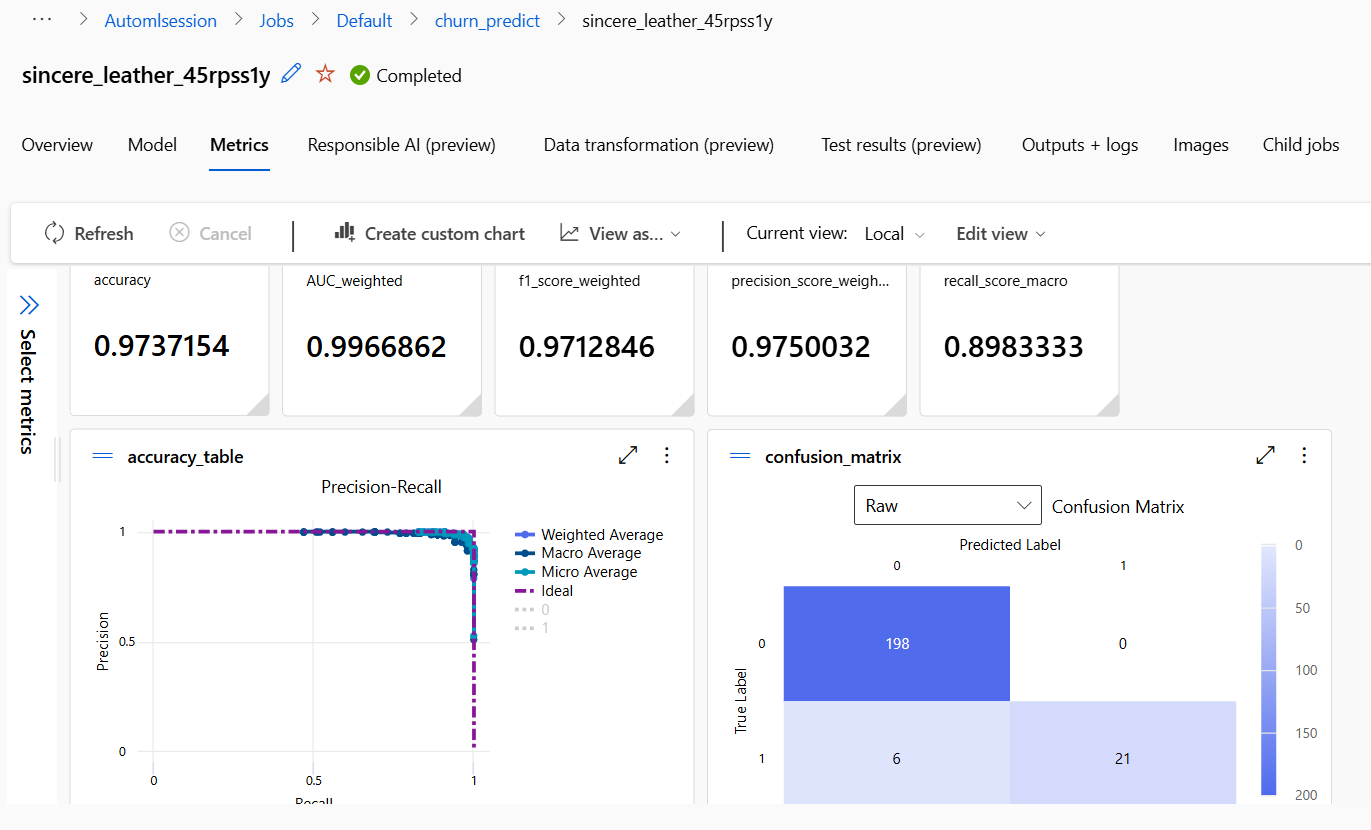 ··· > Automlsession > Jobs > Default > churn_predict > sincere_leather_45rpss1y
sincere_leather_45rpss1y Completed
Overview Model Metrics Responsible AI (preview) Data transformation (preview) Test results (preview) Outputs + logs Images Child jobs
Refresh Cancel Create custom chart View as... Current view: Local Edit view
Select metrics
accuracy AUC_weighted f1_score_weighted precision_score_weigh... recall_score_macro
0.9737154 0.9966862 0.9712846 0.9750032 0.8983333
accuracy_table
Precision-Recall
1
0.5
0
Precision
0 0.5 1
Recall
Weighted Average
Macro Average
Micro Average
Ideal
0
1
confusion_matrix
Raw Confusion Matrix
Predicted Label
0 1
True Label
0 198 0
1 6 21
0
50
100
150
200